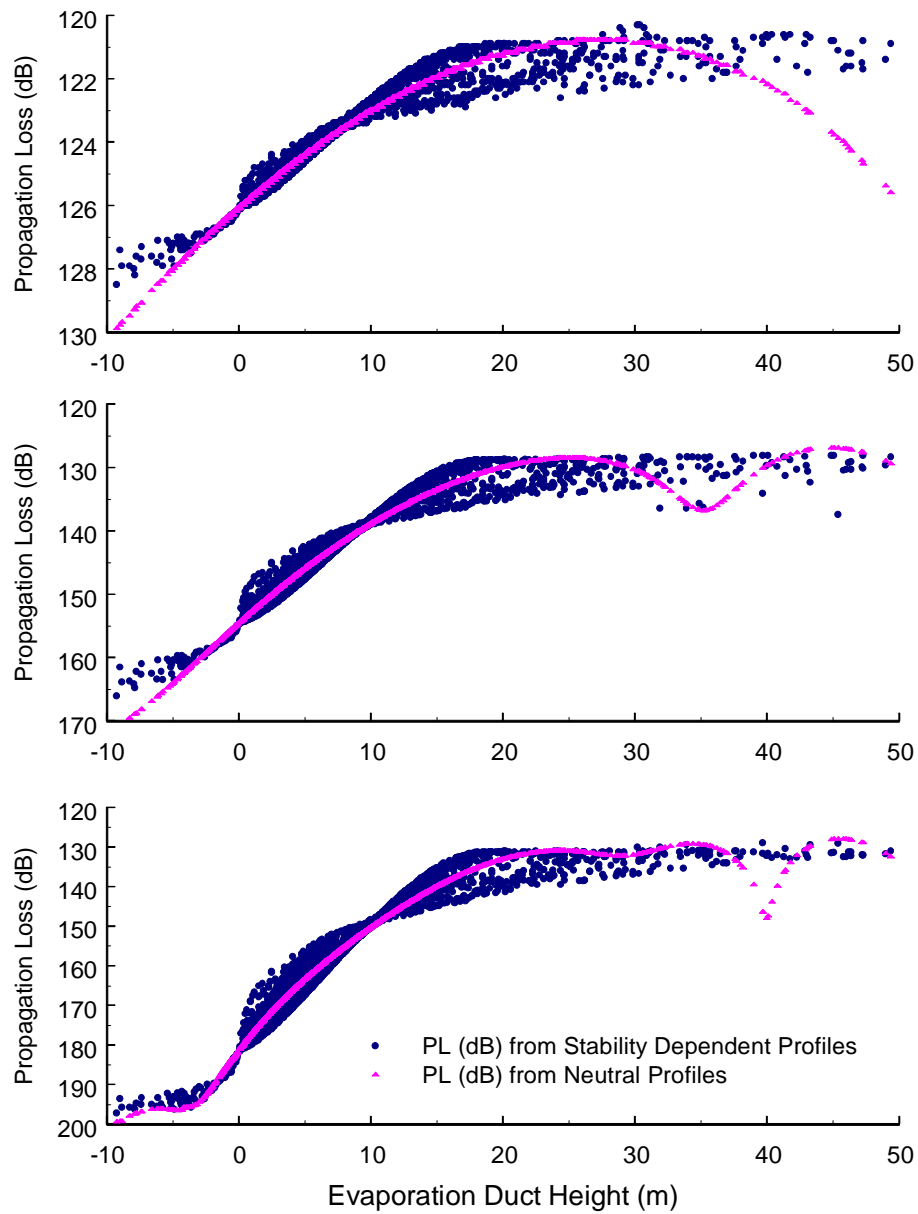 120
122
124
126
128
130
Propagation Loss (dB)
-10 0 10 20 30 40 50
120
130
140
150
160
170
Propagation Loss (dB)
-10 0 10 20 30 40 50
120
130
140
150
160
170
180
190
200
Propagation Loss (dB)
PL (dB) from Stability Dependent Profiles
PL (dB) from Neutral Profiles
-10 0 10 20 30 40 50
Evaporation Duct Height (m)